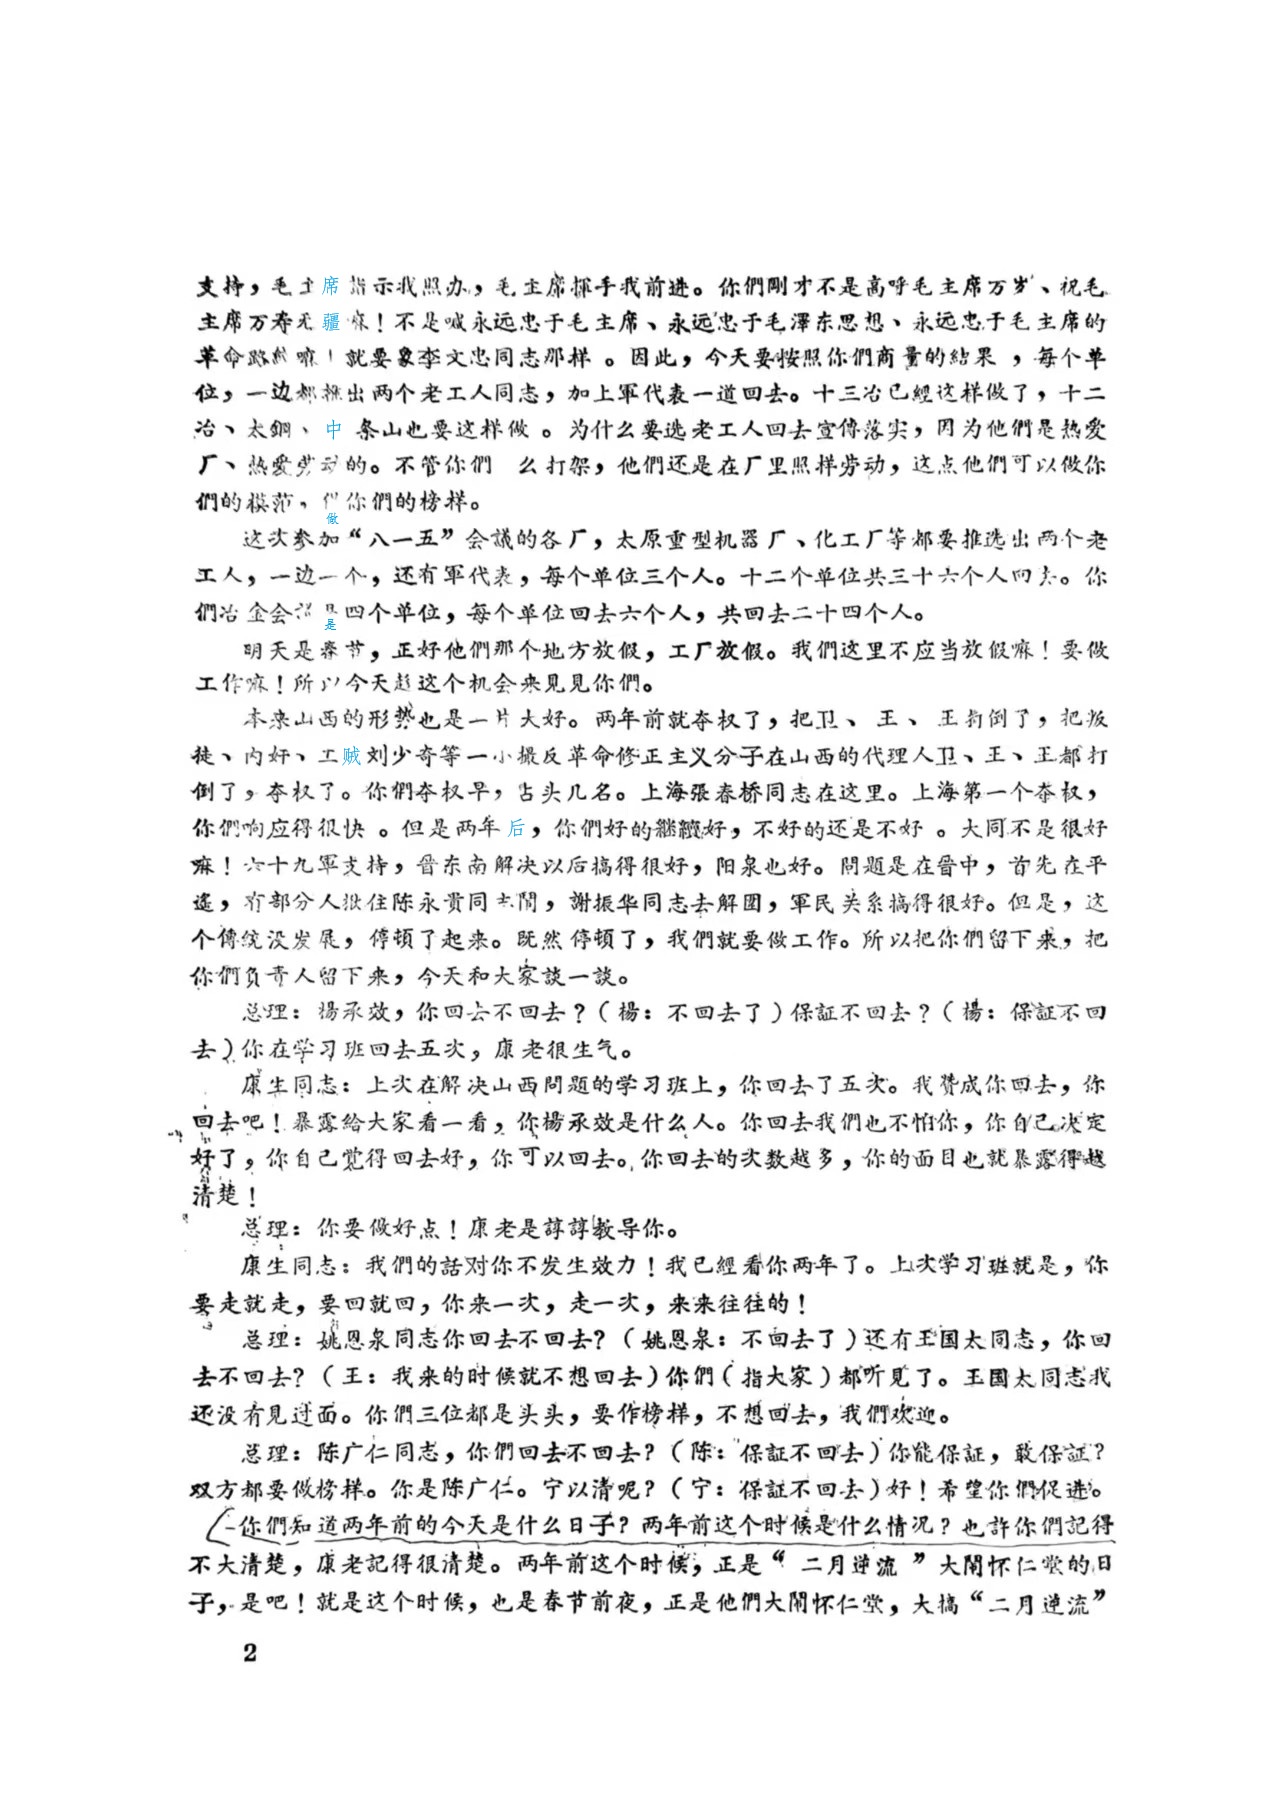 支持，毛主席指示我照办，毛主席揮手我前进。你們剛才不是高呼毛主席万岁、祝毛
主席万寿无疆嘛！不是喊永远忠于毛主席、永远忠于毛澤东思想、永远忠于毛主席的
革命路线嘛！就要象李文忠同志那样。因此，今天要按照你們商量的結果，每个单
位，一边都推出两个老工人同志，加上軍代表一道回去。十三冶已經这样做了，十二
冶、太鋼、中条山也要这样做。为什么要选老工人回去宣傳落实，因为他們是热爱
厂、热爱劳动的。不管你們　么打架，他們还是在厂里照样劳动，这点他們可以做你
們的模范，做你們的榜样。
这次参加“八一五”会議的各厂，太原重型机器厂、化工厂等都要推选出两个老
工人，一边一个，还有軍代表，每个单位三个人。十二个单位共三十六个人回去。你
們冶金会 是四个单位，每个单位回去六个人，共回去二十四个人。
明天是春节，正好他們那个地方放假，工厂放假。我們这里不应当放假嘛！要做
工作嘛！所以今天趁这个机会来見見你們。
本来山西的形势也是一片大好。两年前就夺权了，把卫、王、王搞倒了，把叛
徒、内奸、工贼刘少奇等一小撮反革命修正主义分子在山西的代理人卫、王、王都打
倒了，夺权了。你們夺权早，占头几名。上海張春桥同志在这里。上海第一个夺权，
你們响应得很快。但是两年后，你們好的継續好，不好的还是不好。大同不是很好
嘛！六十九軍支持，晋东南解决以后搞得很好，阳泉也好。問題是在晋中，首先在平
遙，有部分人揪住陈永貴同志鬧，謝振华同志去解围，軍民关系搞得很好。但是，这
个傳統没发展，停頓了起来。既然停頓了，我們就要做工作。所以把你們留下来，把
你們負責人留下来，今天和大家談一談。
总理：楊承效，你回去不回去？（楊：不回去了）保証不回去？（楊：保証不回
去）你在学习班回去五次，康老很生气。
康生同志：上次在解决山西問題的学习班上，你回去了五次。我赞成你回去，你
回去吧！暴露給大家看一看，你楊承效是什么人。你回去我們也不怕你，你自己决定
好了，你自己觉得回去好，你可以回去。你回去的次数越多，你的面目也就暴露得越
清楚！
总理：你要做好点！康老是諄諄教导你。
康生同志：我們的話对你不发生效力！我已經看你两年了。上次学习班就是，你
要走就走，要回就回，你来一次，走一次，来来往往的！
总理：姚恩泉同志你回去不回去？（姚恩泉：不回去了）还有王国太同志，你回
去不回去？（王：我来的时候就不想回去）你們（指大家）都听見了。王国太同志我
还没有見过面。你們三位都是头头，要作榜样，不想回去，我們欢迎。
总理：陈广仁同志，你們回去不回去？（陈：保証不回去）你能保証，敢保証？
双方都要做榜样。你是陈广仁。宁以清呢？（宁：保証不回去）好！希望你們促进。
你們知道两年前的今天是什么日子？两年前这个时候是什么情况？也許你們記得
不大清楚，康老記得很清楚。两年前这个时候，正是“二月逆流”大鬧怀仁堂的日
子，是吧！就是这个时候，也是春节前夜，正是他們大鬧怀仁堂，大搞“二月逆流”
2